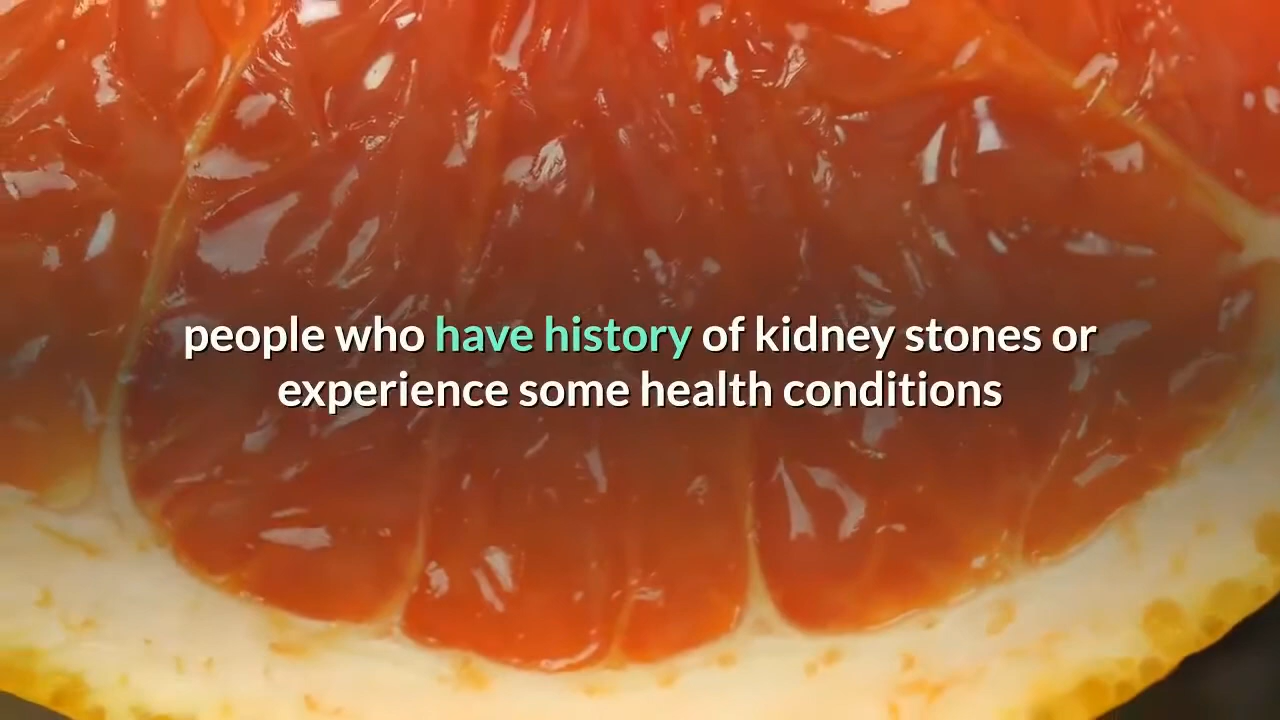 people who have history of kidney stones or
experience some health conditions